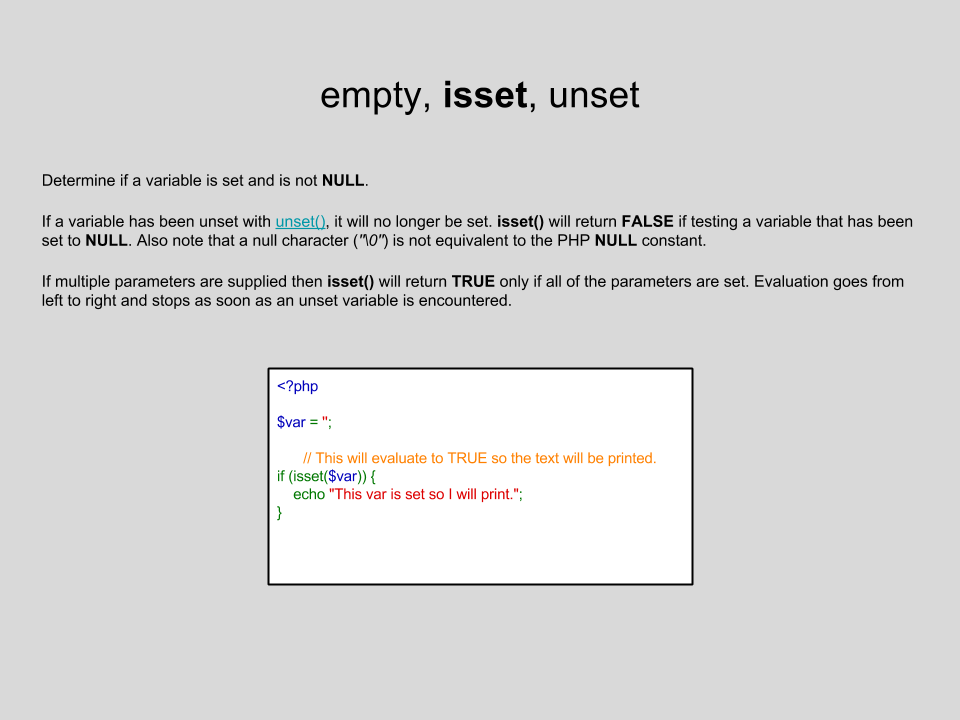 empty, isset, unset
Determine if a variable is set and is not NULL.
If a variable has been unset with unset(), it will no longer be set. isset() will return FALSE if testing a variable that has been
set to NULL. Also note that a null character ("\0") is not equivalent to the PHP NULL constant.
If multiple parameters are supplied then isset() will return TRUE only if all of the parameters are set. Evaluation goes from
left to right and stops as soon as an unset variable is encountered.
<?php
$var = '';
// This will evaluate to TRUE so the text will be printed.
if (isset($var)) {
echo "This var is set so I will print.";
}